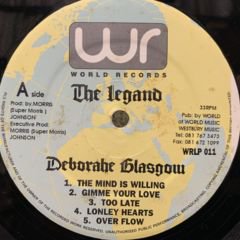 wr
WORLD RECORDS
The Legand
A side
33RPM
Prod: by.MORRIS
(Super Morris )
JOHNSON
Executive Prod:
MORRIS (Super Morris)
JOHNSON
Pub: by WORLD
of WORLD MUSIC
WESTBURY MUSIC
Tel: 081 767 5473
Fax: 081 672 1099
WRLP 011
Deborahe Glasgow
1. THE MIND IS WILLING
2. GIMME YOUR LOVE
3. TOO LATE
4. LONLEY HEARTS
5. OVER FLOW